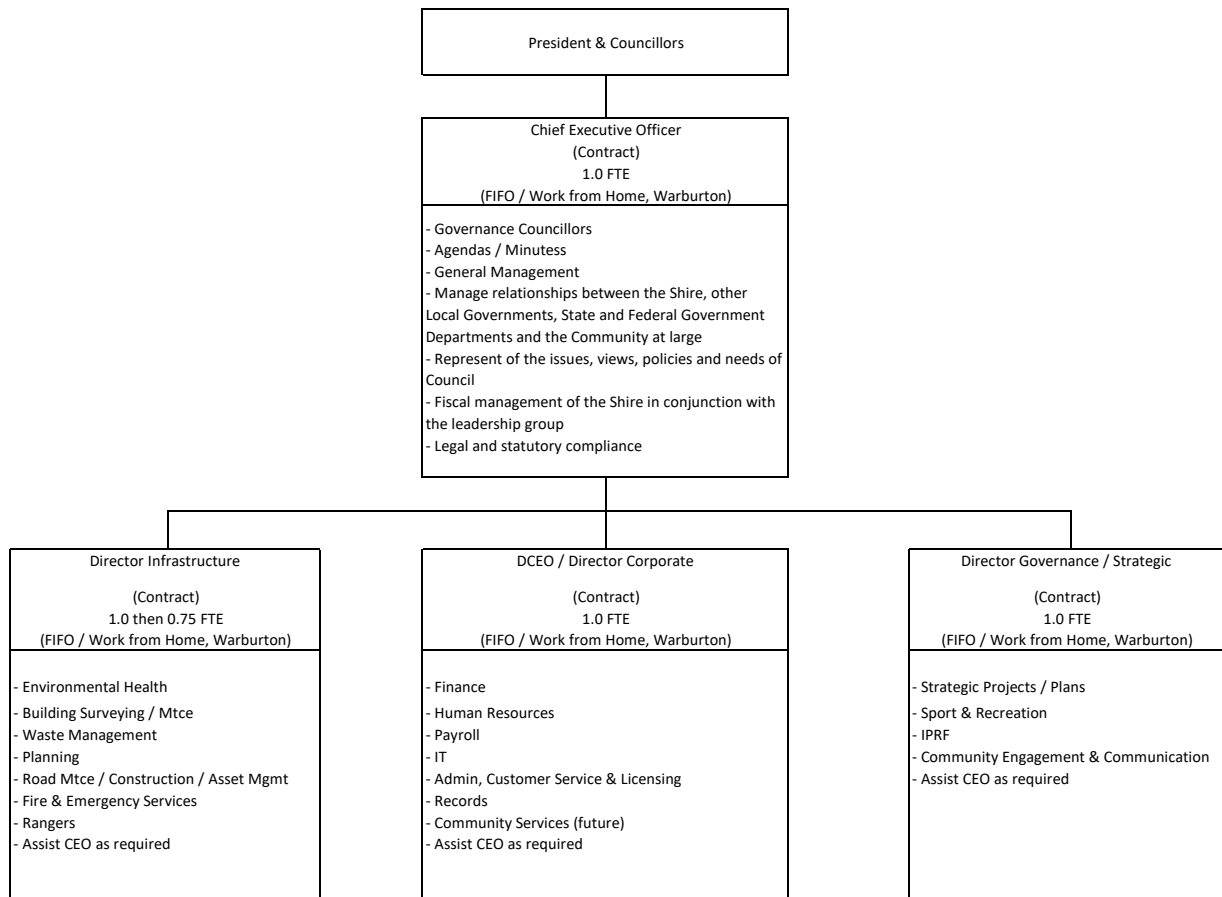 President & Councillors
Chief Executive Officer
(Contract)
1.0 FTE
(FIFO / Work from Home, Warburton)
- Governance Councillors
- Agendas / Minutess
- General Management
- Manage relationships between the Shire, other
Local Governments, State and Federal Government
Departments and the Community at large
- Represent of the issues, views, policies and needs of
Council
- Fiscal management of the Shire in conjunction with
the leadership group
- Legal and statutory compliance
Director Infrastructure
(Contract)
1.0 then 0.75 FTE
(FIFO / Work from Home, Warburton)
- Environmental Health
- Building Surveying / Mtce
- Waste Management
- Planning
- Road Mtce / Construction / Asset Mgmt
- Fire & Emergency Services
- Rangers
- Assist CEO as required
DCEO / Director Corporate
(Contract)
1.0 FTE
(FIFO / Work from Home, Warburton)
- Finance
- Human Resources
- Payroll
- IT
- Admin, Customer Service & Licensing
- Records
- Community Services (future)
- Assist CEO as required
Director Governance / Strategic
(Contract)
1.0 FTE
(FIFO / Work from Home, Warburton)
- Strategic Projects / Plans
- Sport & Recreation
- IPRF
- Community Engagement & Communication
- Assist CEO as required